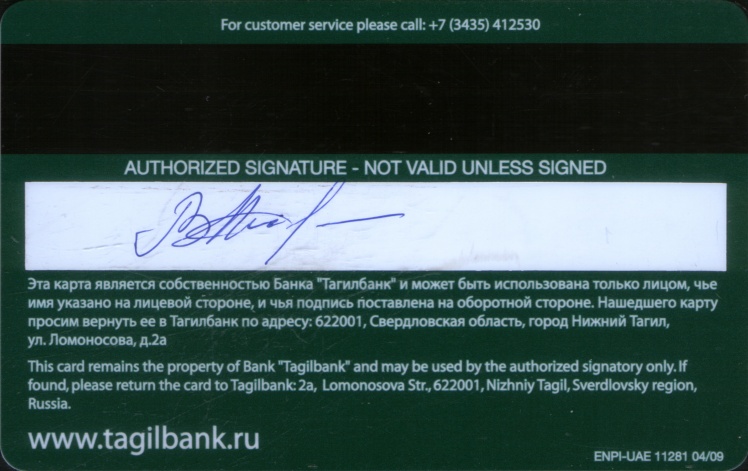 For customer service please call: +7 (3435) 412530
AUTHORIZED SIGNATURE - NOT VALID UNLESS SIGNED
Эта карта является собственностью Банка "Тагилбанк" и может быть использована только лицом, чье
имя указано на лицевой стороне, и чья подпись поставлена на оборотной стороне. Нашедшего карту
просим вернуть ее в Тагилбанк по адресу: 622001, Свердловская область, город Нижний Тагил,
ул. Ломоносова, д.2а
This card remains the property of Bank "Tagilbank" and may be used by the authorized signatory only. If
found, please return the card to Tagilbank: 2a, Lomonosova Str., 622001, Nizhniy Tagil, Sverdlovsky region,
Russia.
www.tagilbank.ru
ENPI-UAE 11281 04/09